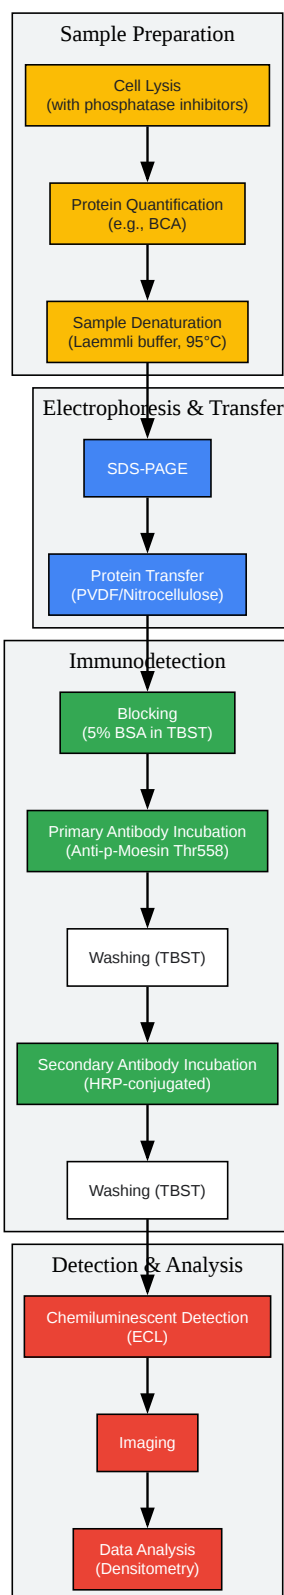 Sample Preparation
Cell Lysis
(with phosphatase inhibitors)
Protein Quantification
(e.g., BCA)
Sample Denaturation
(Laemmli buffer, 95°C)
Electrophoresis & Transfer
SDS-PAGE
Protein Transfer
(PVDF/Nitrocellulose)
Immunodetection
Blocking
(5% BSA in TBST)
Primary Antibody Incubation
(Anti-p-Moesin Thr558)
Washing (TBST)
Secondary Antibody Incubation
(HRP-conjugated)
Washing (TBST)
Detection & Analysis
Chemiluminescent Detection
(ECL)
Imaging
Data Analysis
(Densitometry)